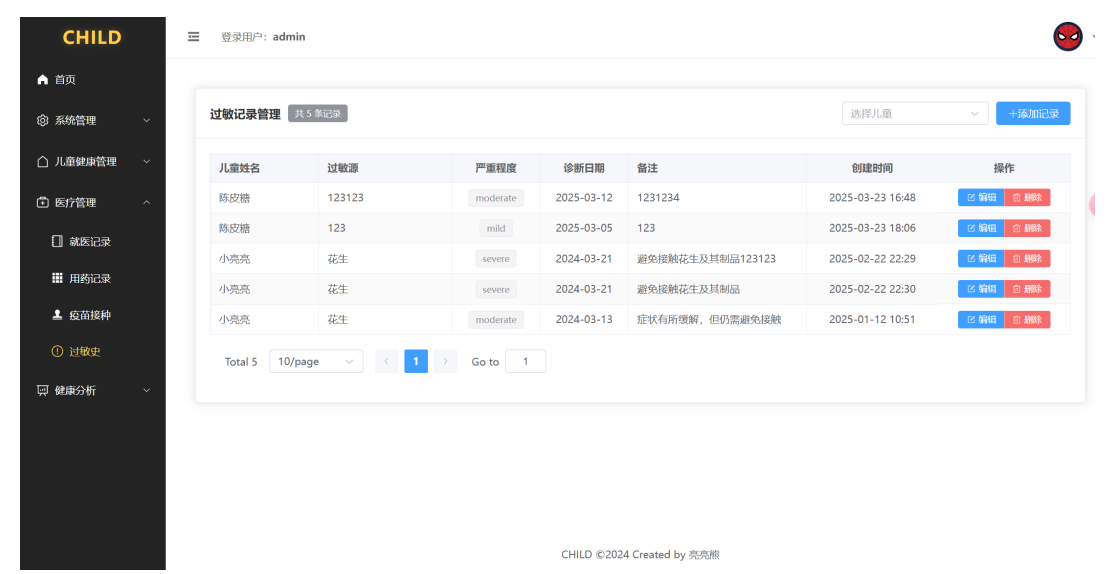 CHILD
登录用户：admin
首页
系统管理
儿童健康管理
医疗管理
就医记录
用药记录
疫苗接种
过敏史
健康分析
过敏记录管理 共 5 条记录 选择儿童 +添加记录
儿童姓名 过敏源 严重程度 诊断日期 备注 创建时间 操作
陈皮糖 123123 moderate 2025-03-12 1231234 2025-03-23 16:48 编辑 删除
陈皮糖 123 mild 2025-03-05 123 2025-03-23 18:06 编辑 删除
小亮亮 花生 severe 2024-03-21 避免接触花生及其制品123123 2025-02-22 22:29 编辑 删除
小亮亮 花生 severe 2024-03-21 避免接触花生及其制品 2025-02-22 22:30 编辑 删除
小亮亮 花生 moderate 2024-03-13 症状有所缓解，但仍需避免接触 2025-01-12 10:51 编辑 删除
Total 5 10/page 1 Go to 1
CHILD ©2024 Created by 亮亮熊